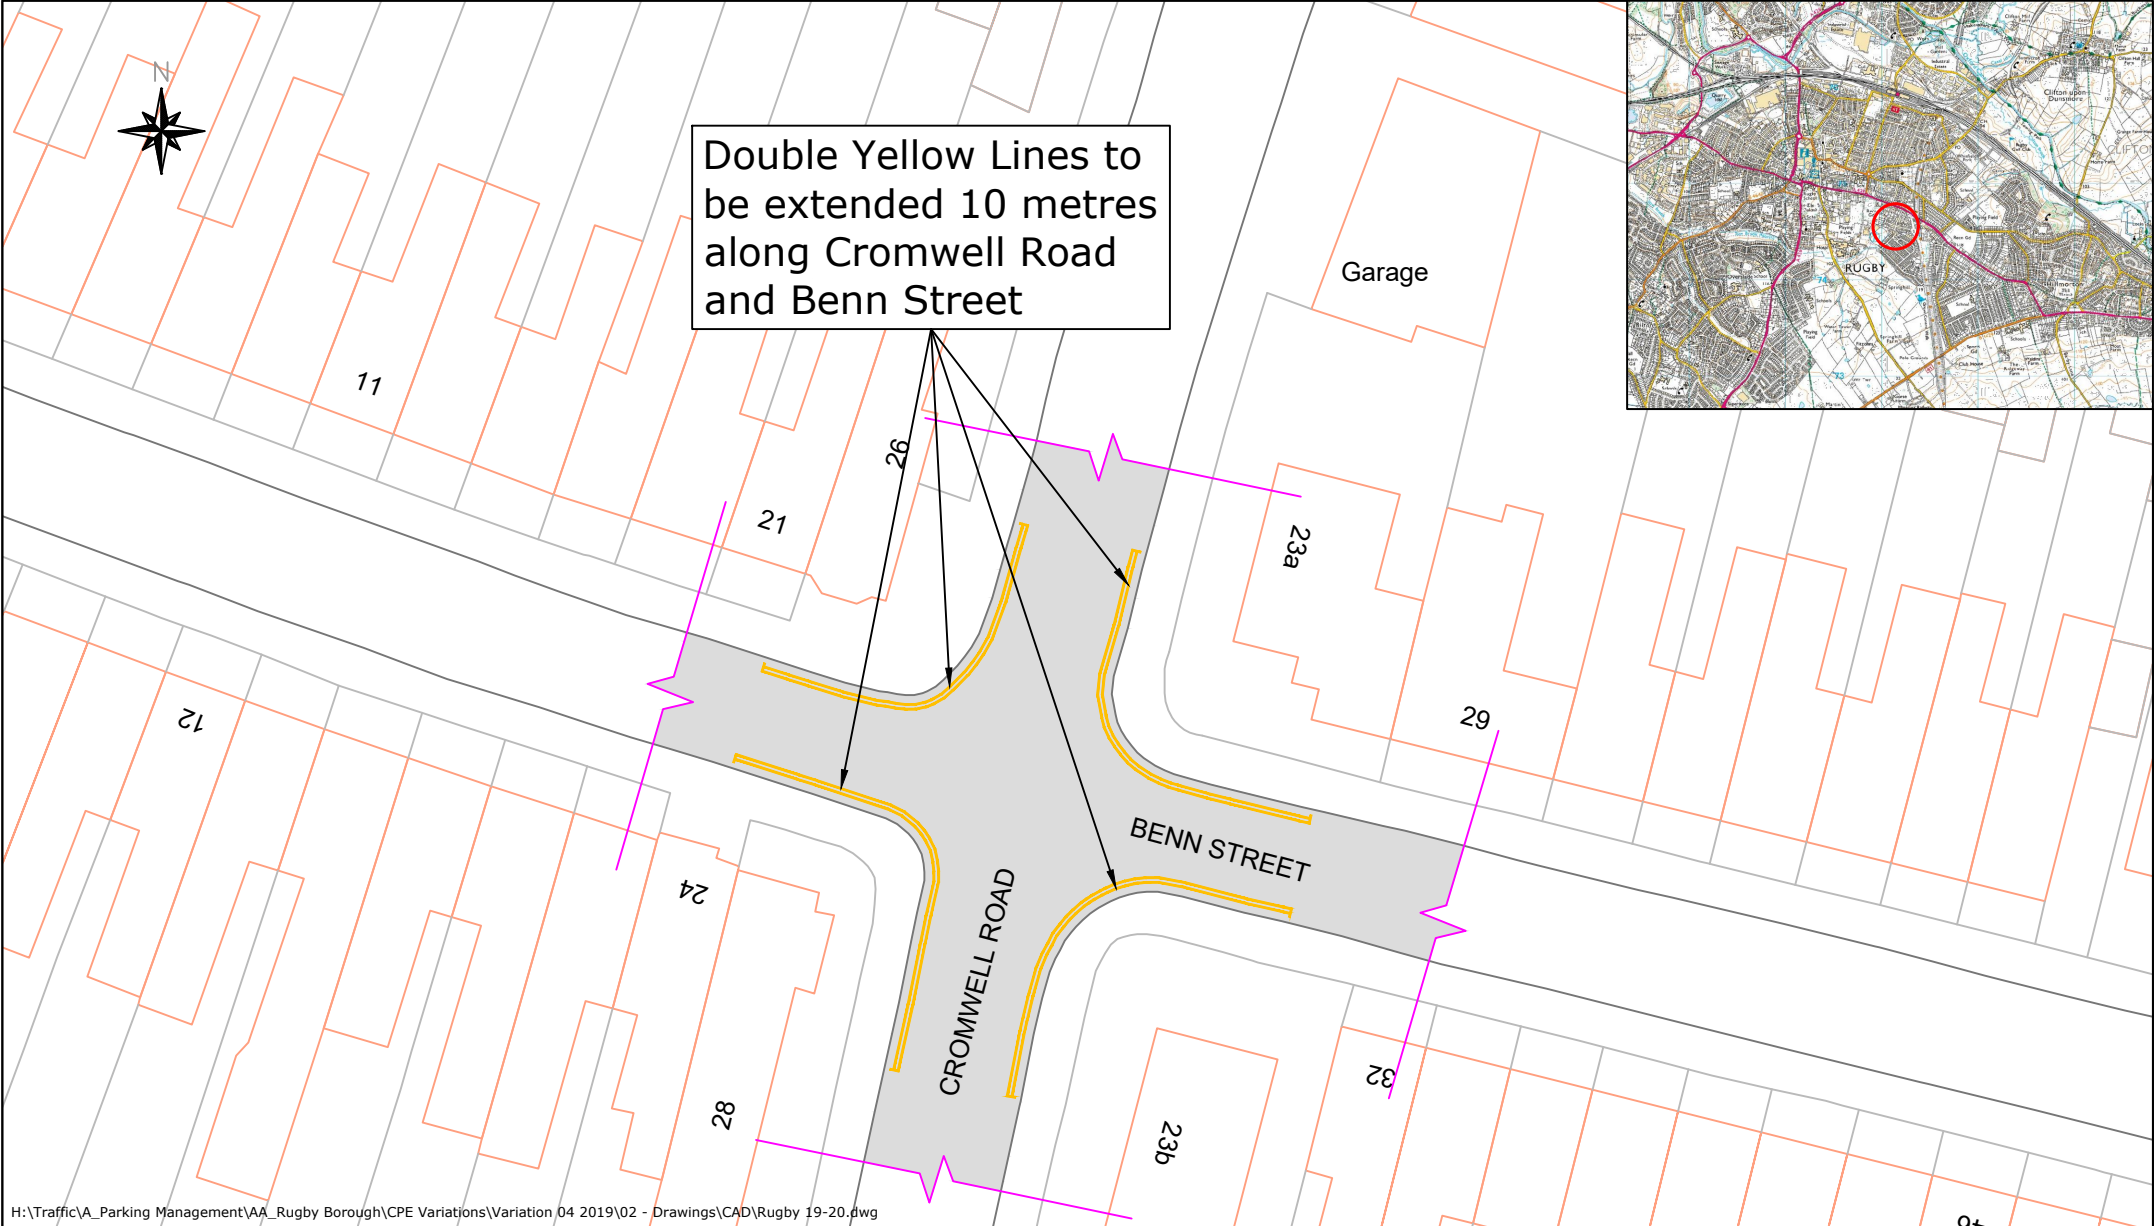 N
Double Yellow Lines to
be extended 10 metres
along Cromwell Road
and Benn Street
Garage
RUGBY
11
26
21
23a
29
12
24
BENN STREET
CROMWELL ROAD
28
23b
32
H:\Traffic\A_Parking Management\AA_Rugby Borough\CPE Variations\Variation 04 2019\02 - Drawings\CAD\Rugby 19-20.dwg